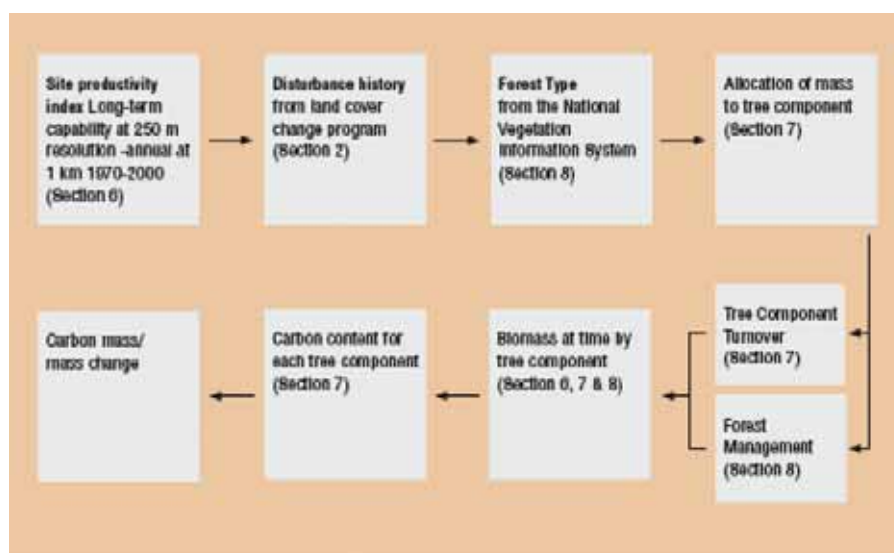 Site productivity
index Long-term
capability at 250 m
resolution -annual at
1 km 1970-2000
(Section 6)
Disturbance history
from land cover
change program
(Section 2)
Forest Type
from the National
Vegetation
Information System
(Section 8)
Allocation of mass
to tree component
(Section 7)
Tree Component
Turnover
(Section 7)
Forest
Management
(Section 8)
Biomass at time by
tree component
(Section 6, 7 & 8)
Carbon content for
each tree component
(Section 7)
Carbon mass/
mass change